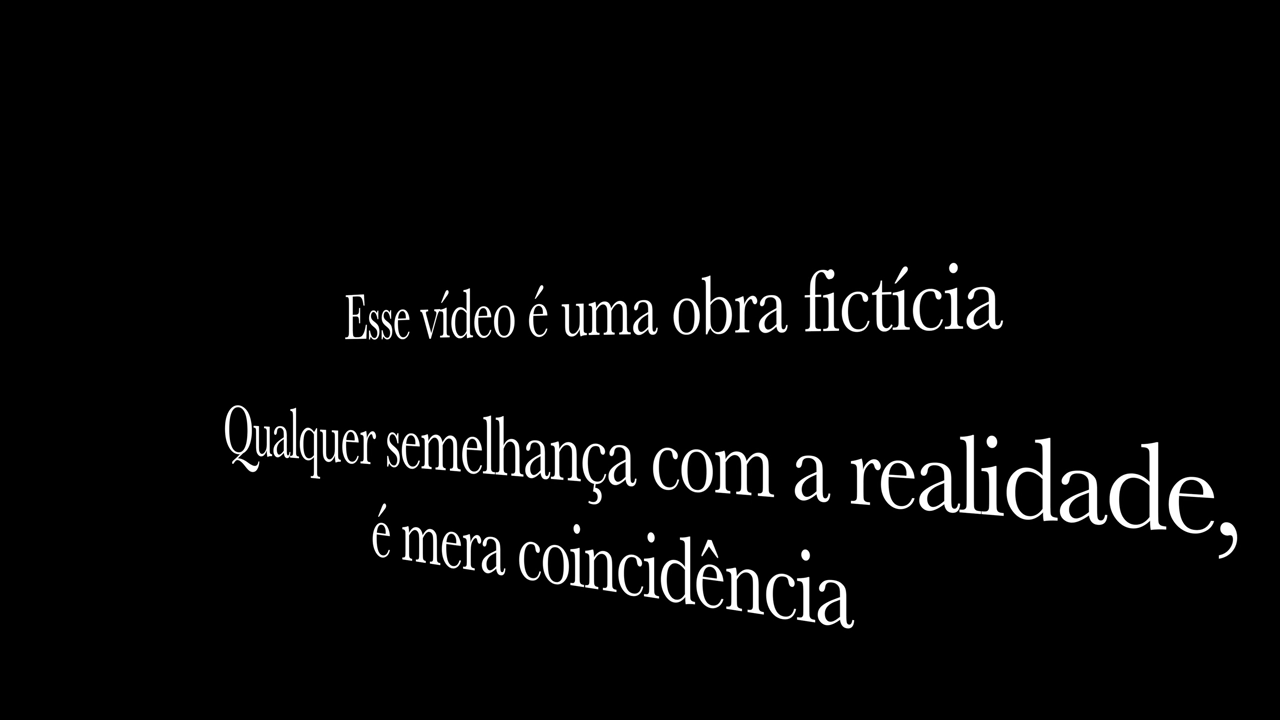 Esse vídeo é uma obra fictícia
Qualquer semelhança com a realidade,
é mera coincidência